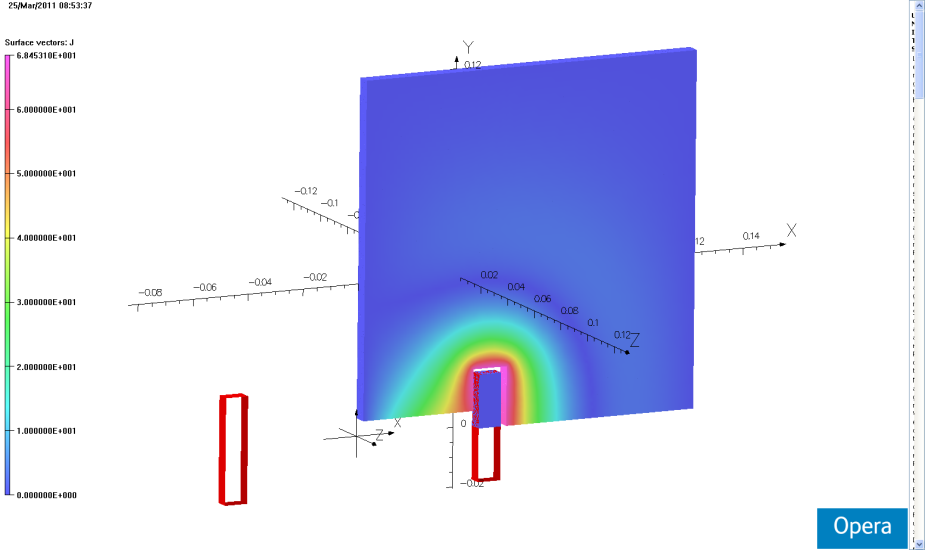 25/Mar/2011 08:53:37
Surface vectors: J
6.845310E+001
6.000000E+001
5.000000E+001
4.000000E+001
3.000000E+001
2.000000E+001
1.000000E+001
0.000000E+000
Y
0.12
-0.12
-0.1
X
12
0.14
-0.08
-0.06
-0.04
-0.02
0.02
0.04
0.06
0.08
0.1
0.12
Z
X
Z
0
-0.02
Opera